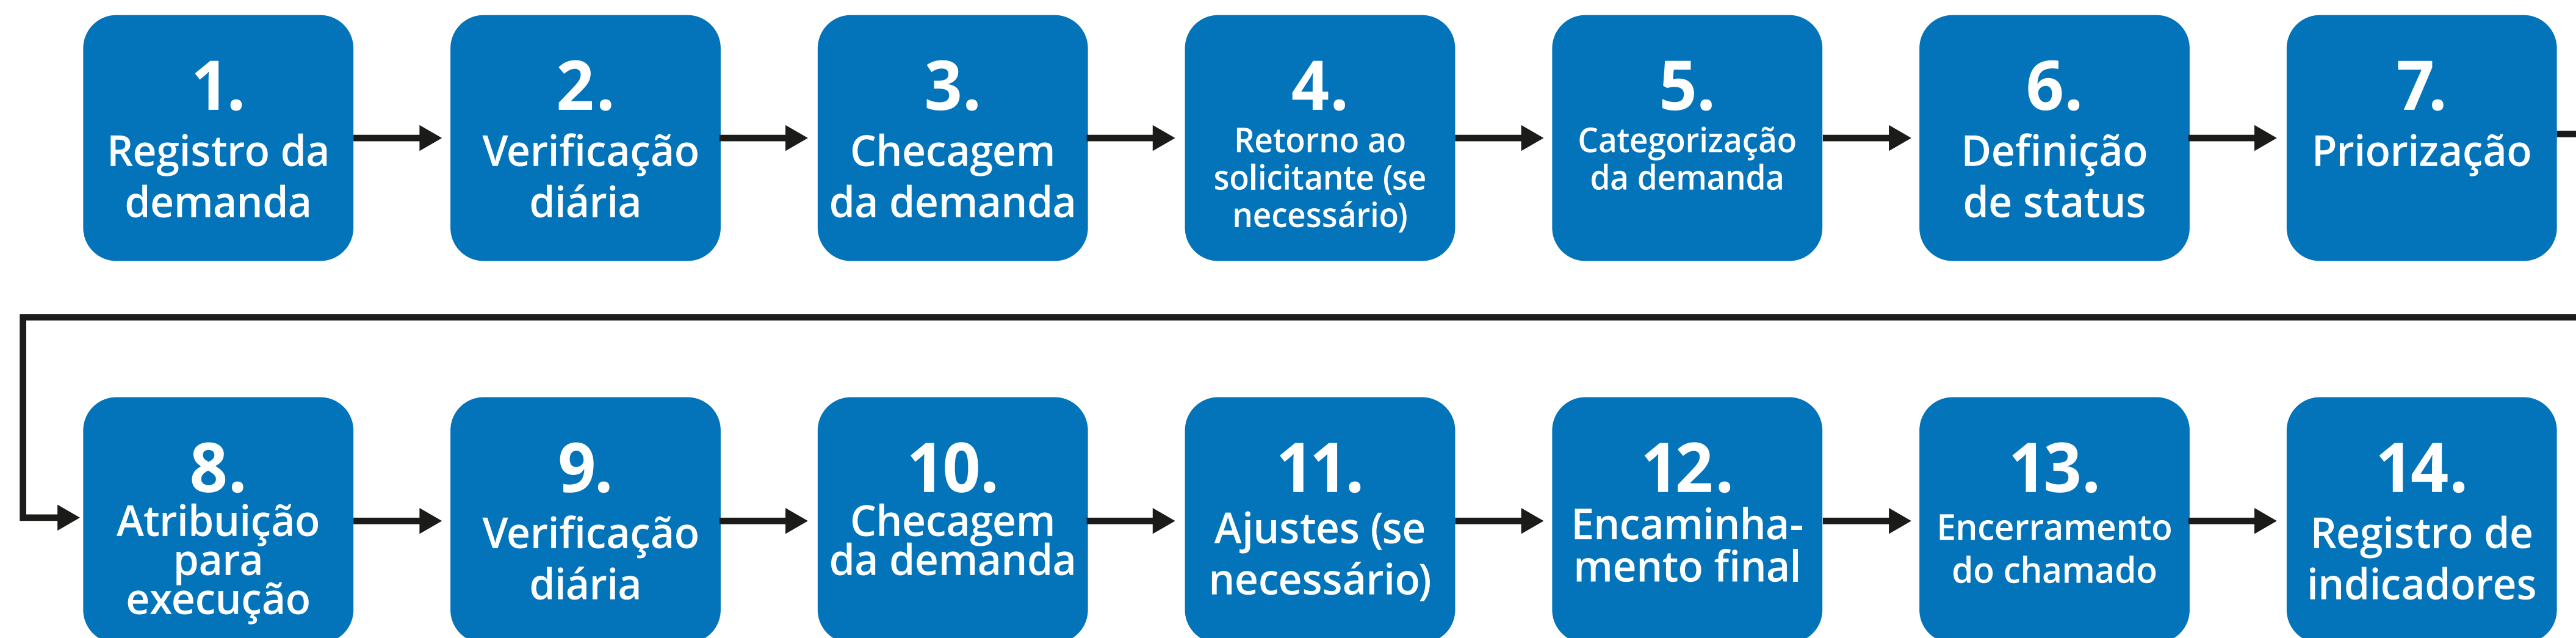 1.
Registro da
demanda
2.
Verificação
diária
3.
Checagem
da demanda
4.
Retorno ao
solicitante (se
necessário)
5.
Categorização
da demanda
6.
Definição
de status
7.
Priorização
8.
Atribuição
para
execução
9.
Verificação
diária
10.
Checagem
da demanda
11.
Ajustes (se
necessário)
12.
Encaminha-
mento final
13.
Encerramento
do chamado
14.
Registro de
indicadores